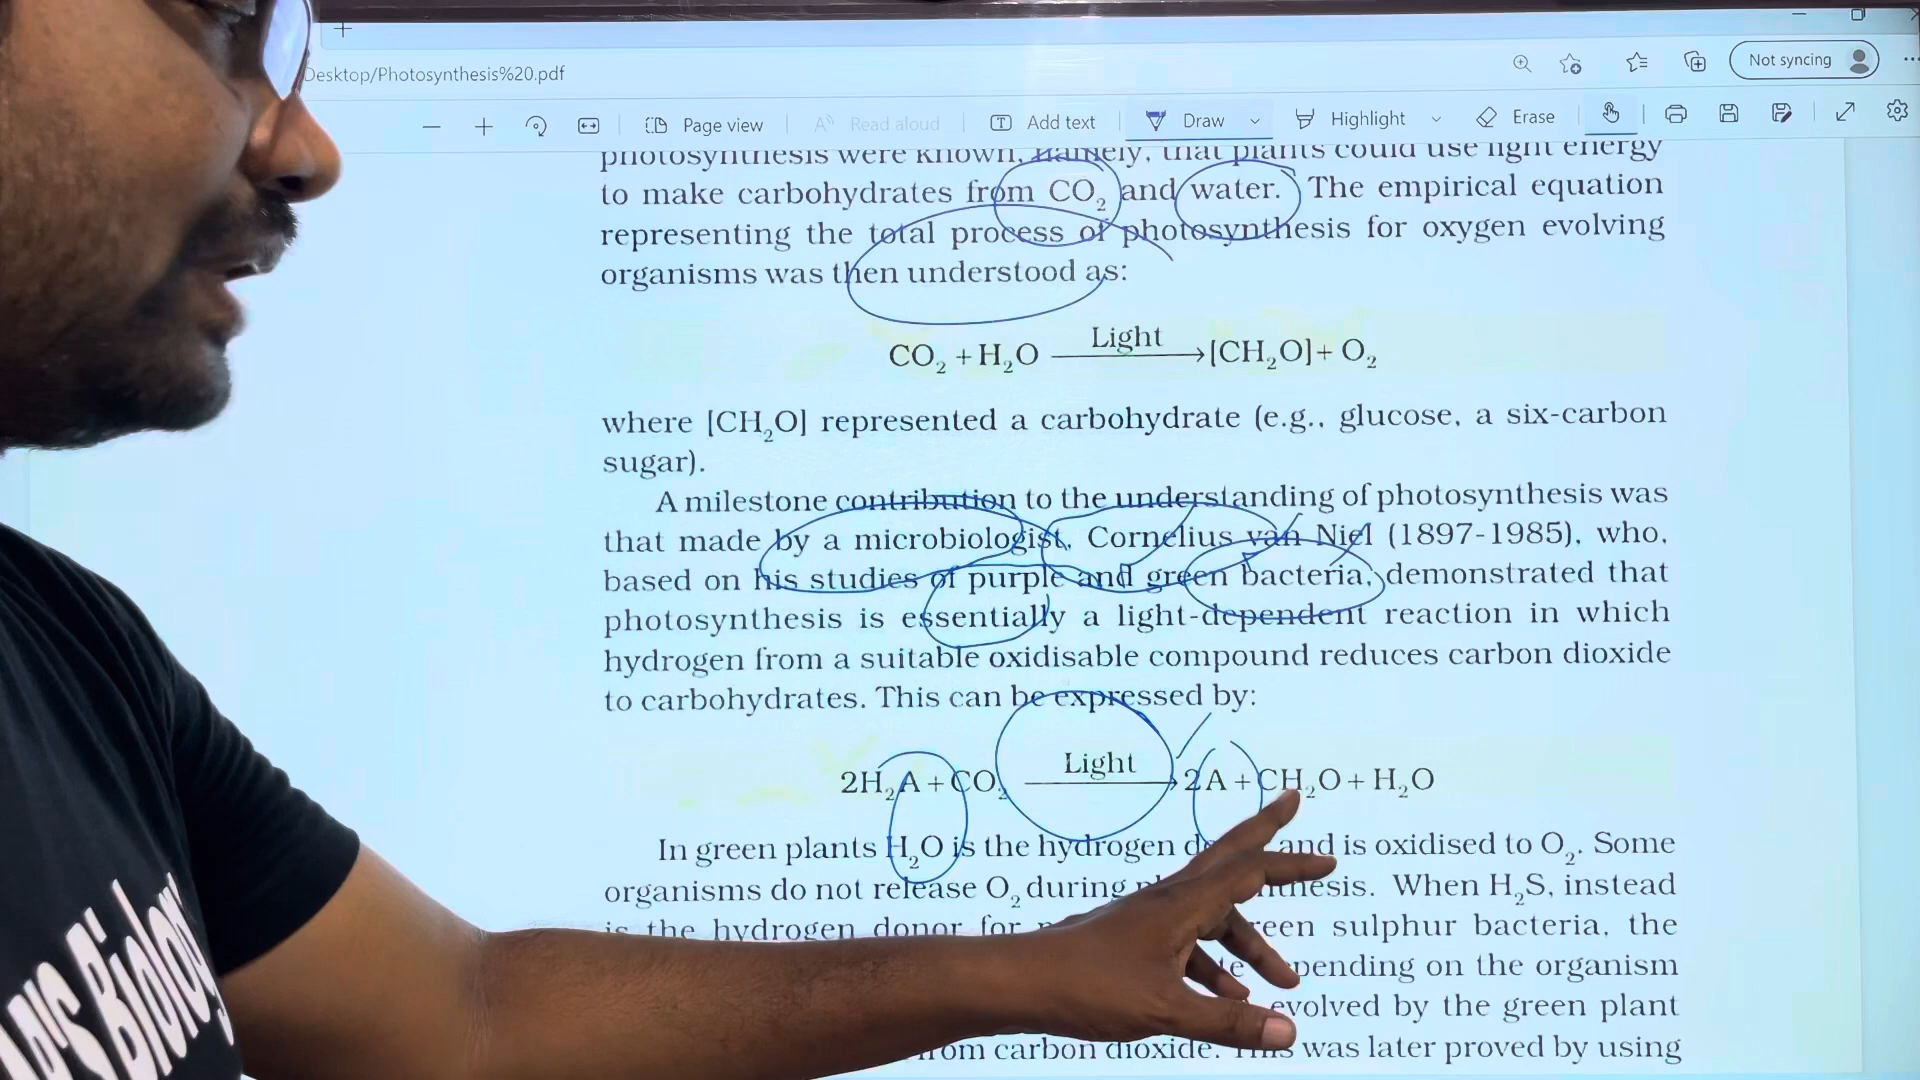 Desktop/Photosynthesis%20.pdf
Not syncing
Page view
Read aloud
Add text
Draw
Highlight
Erase
photosynthesis were known, namely, that plants could use light energy
to make carbohydrates from CO₂ and water. The empirical equation
representing the total process of photosynthesis for oxygen evolving
organisms was then understood as:
CO₂ + H₂O Light → [CH₂O] + O₂
where [CH₂O] represented a carbohydrate (e.g., glucose, a six-carbon
sugar).
A milestone contribution to the understanding of photosynthesis was
that made by a microbiologist, Cornelius van Niel (1897-1985), who,
based on his studies of purple and green bacteria, demonstrated that
photosynthesis is essentially a light-dependent reaction in which
hydrogen from a suitable oxidisable compound reduces carbon dioxide
to carbohydrates. This can be expressed by:
2H₂A + CO₂ Light → 2A + CH₂O + H₂O
In green plants H₂O is the hydrogen and is oxidised to O₂. Some
organisms do not release O₂ during When H₂S, instead
is the hydrogen donor for sulphur bacteria, the
on the organism
evolved by the green plant
from carbon dioxide. This was later proved by using
Biology